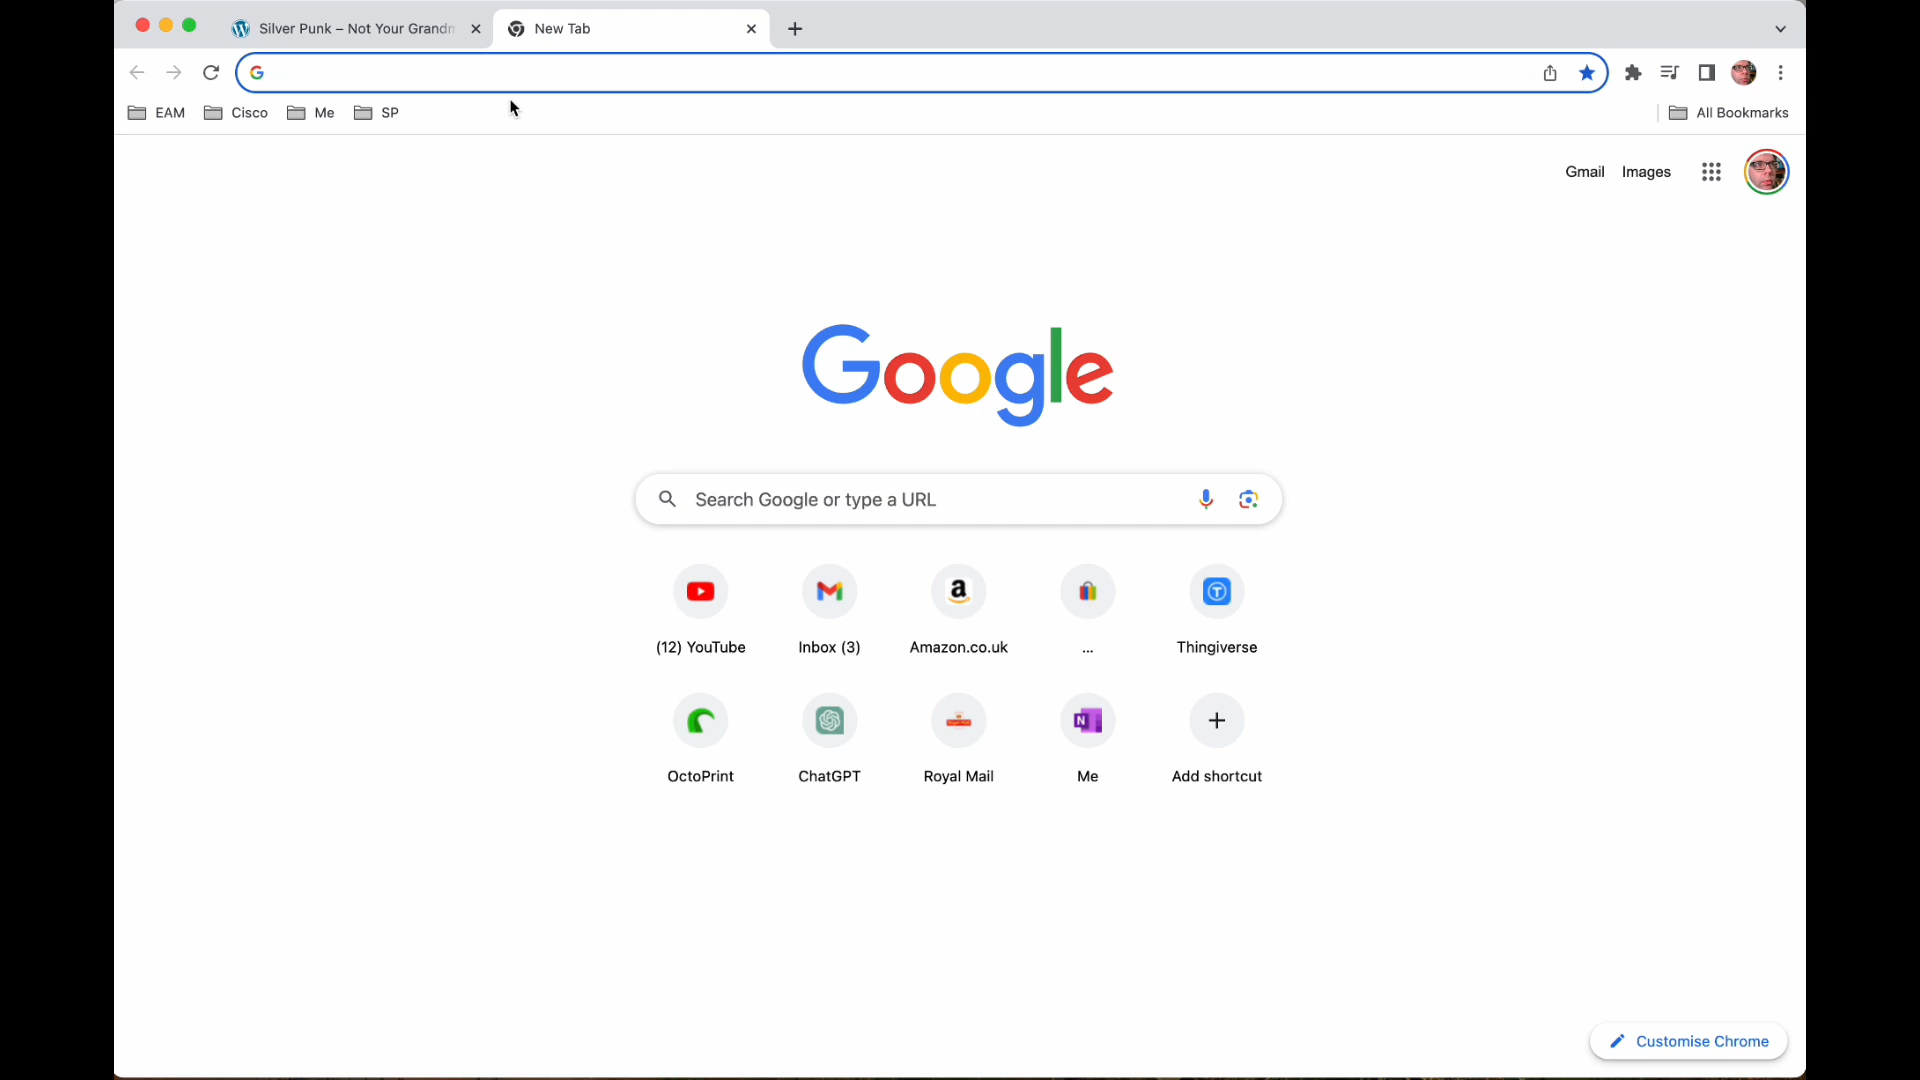 Silver Punk – Not Your Grandm
New Tab
EAM
Cisco
Me
SP
All Bookmarks
Gmail
Images
Google
Search Google or type a URL
(12) YouTube
Inbox (3)
Amazon.co.uk
...
Thingiverse
OctoPrint
ChatGPT
Royal Mail
Me
Add shortcut
Customise Chrome